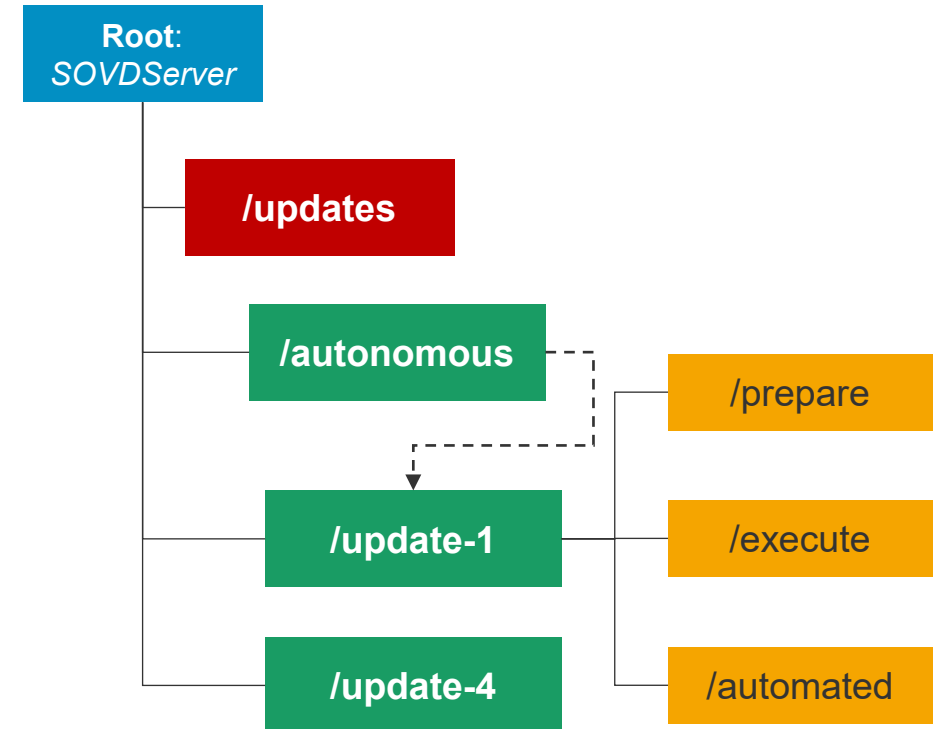 Root:
SOVDServer
/updates
/autonomous
/prepare
/update-1
/execute
/update-4
/automated